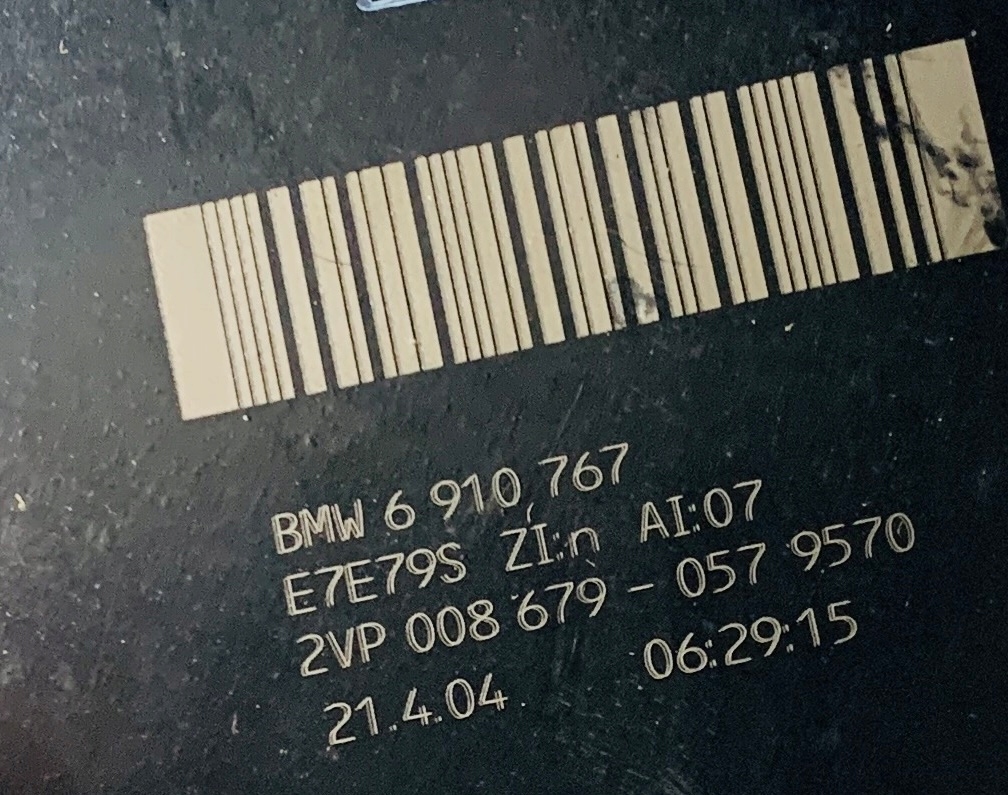 BMW 6 910 767
E7E79S ZI:n AI:07
2VP 008 679 - 057 9570
21.4.04 06:29:15